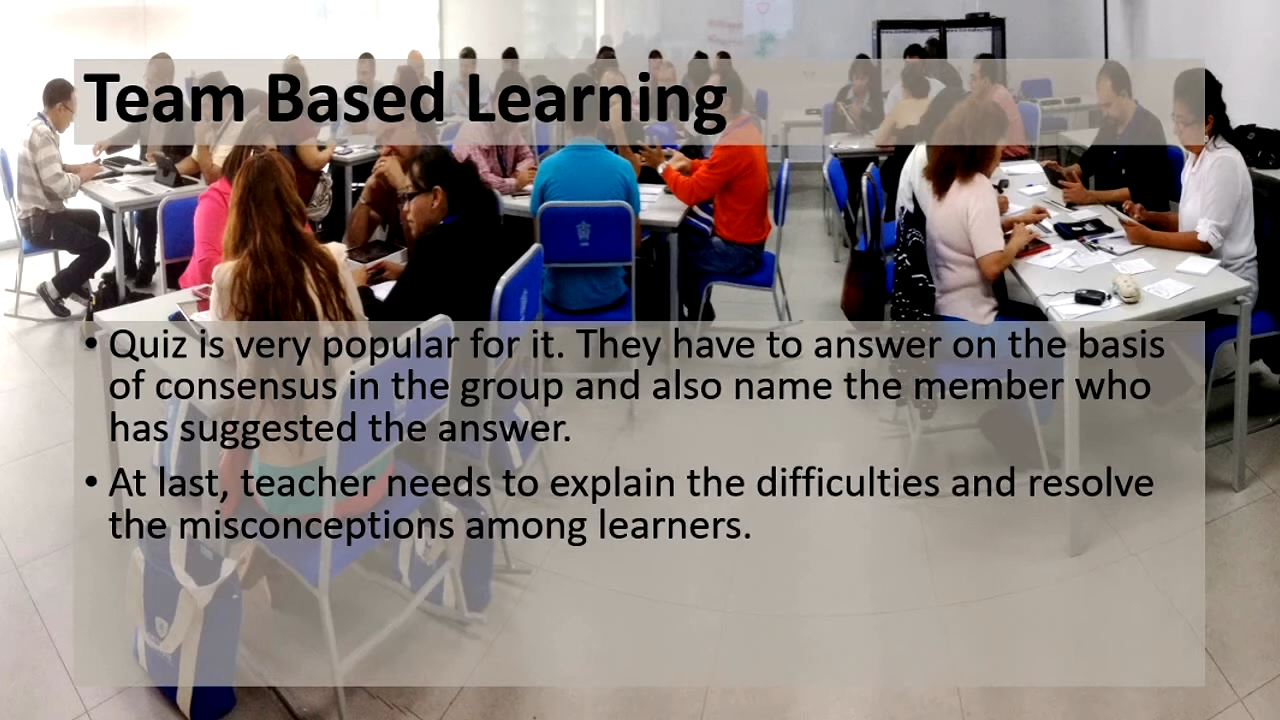 Team Based Learning
• Quiz is very popular for it. They have to answer on the basis
of consensus in the group and also name the member who
has suggested the answer.
• At last, teacher needs to explain the difficulties and resolve
the misconceptions among learners.